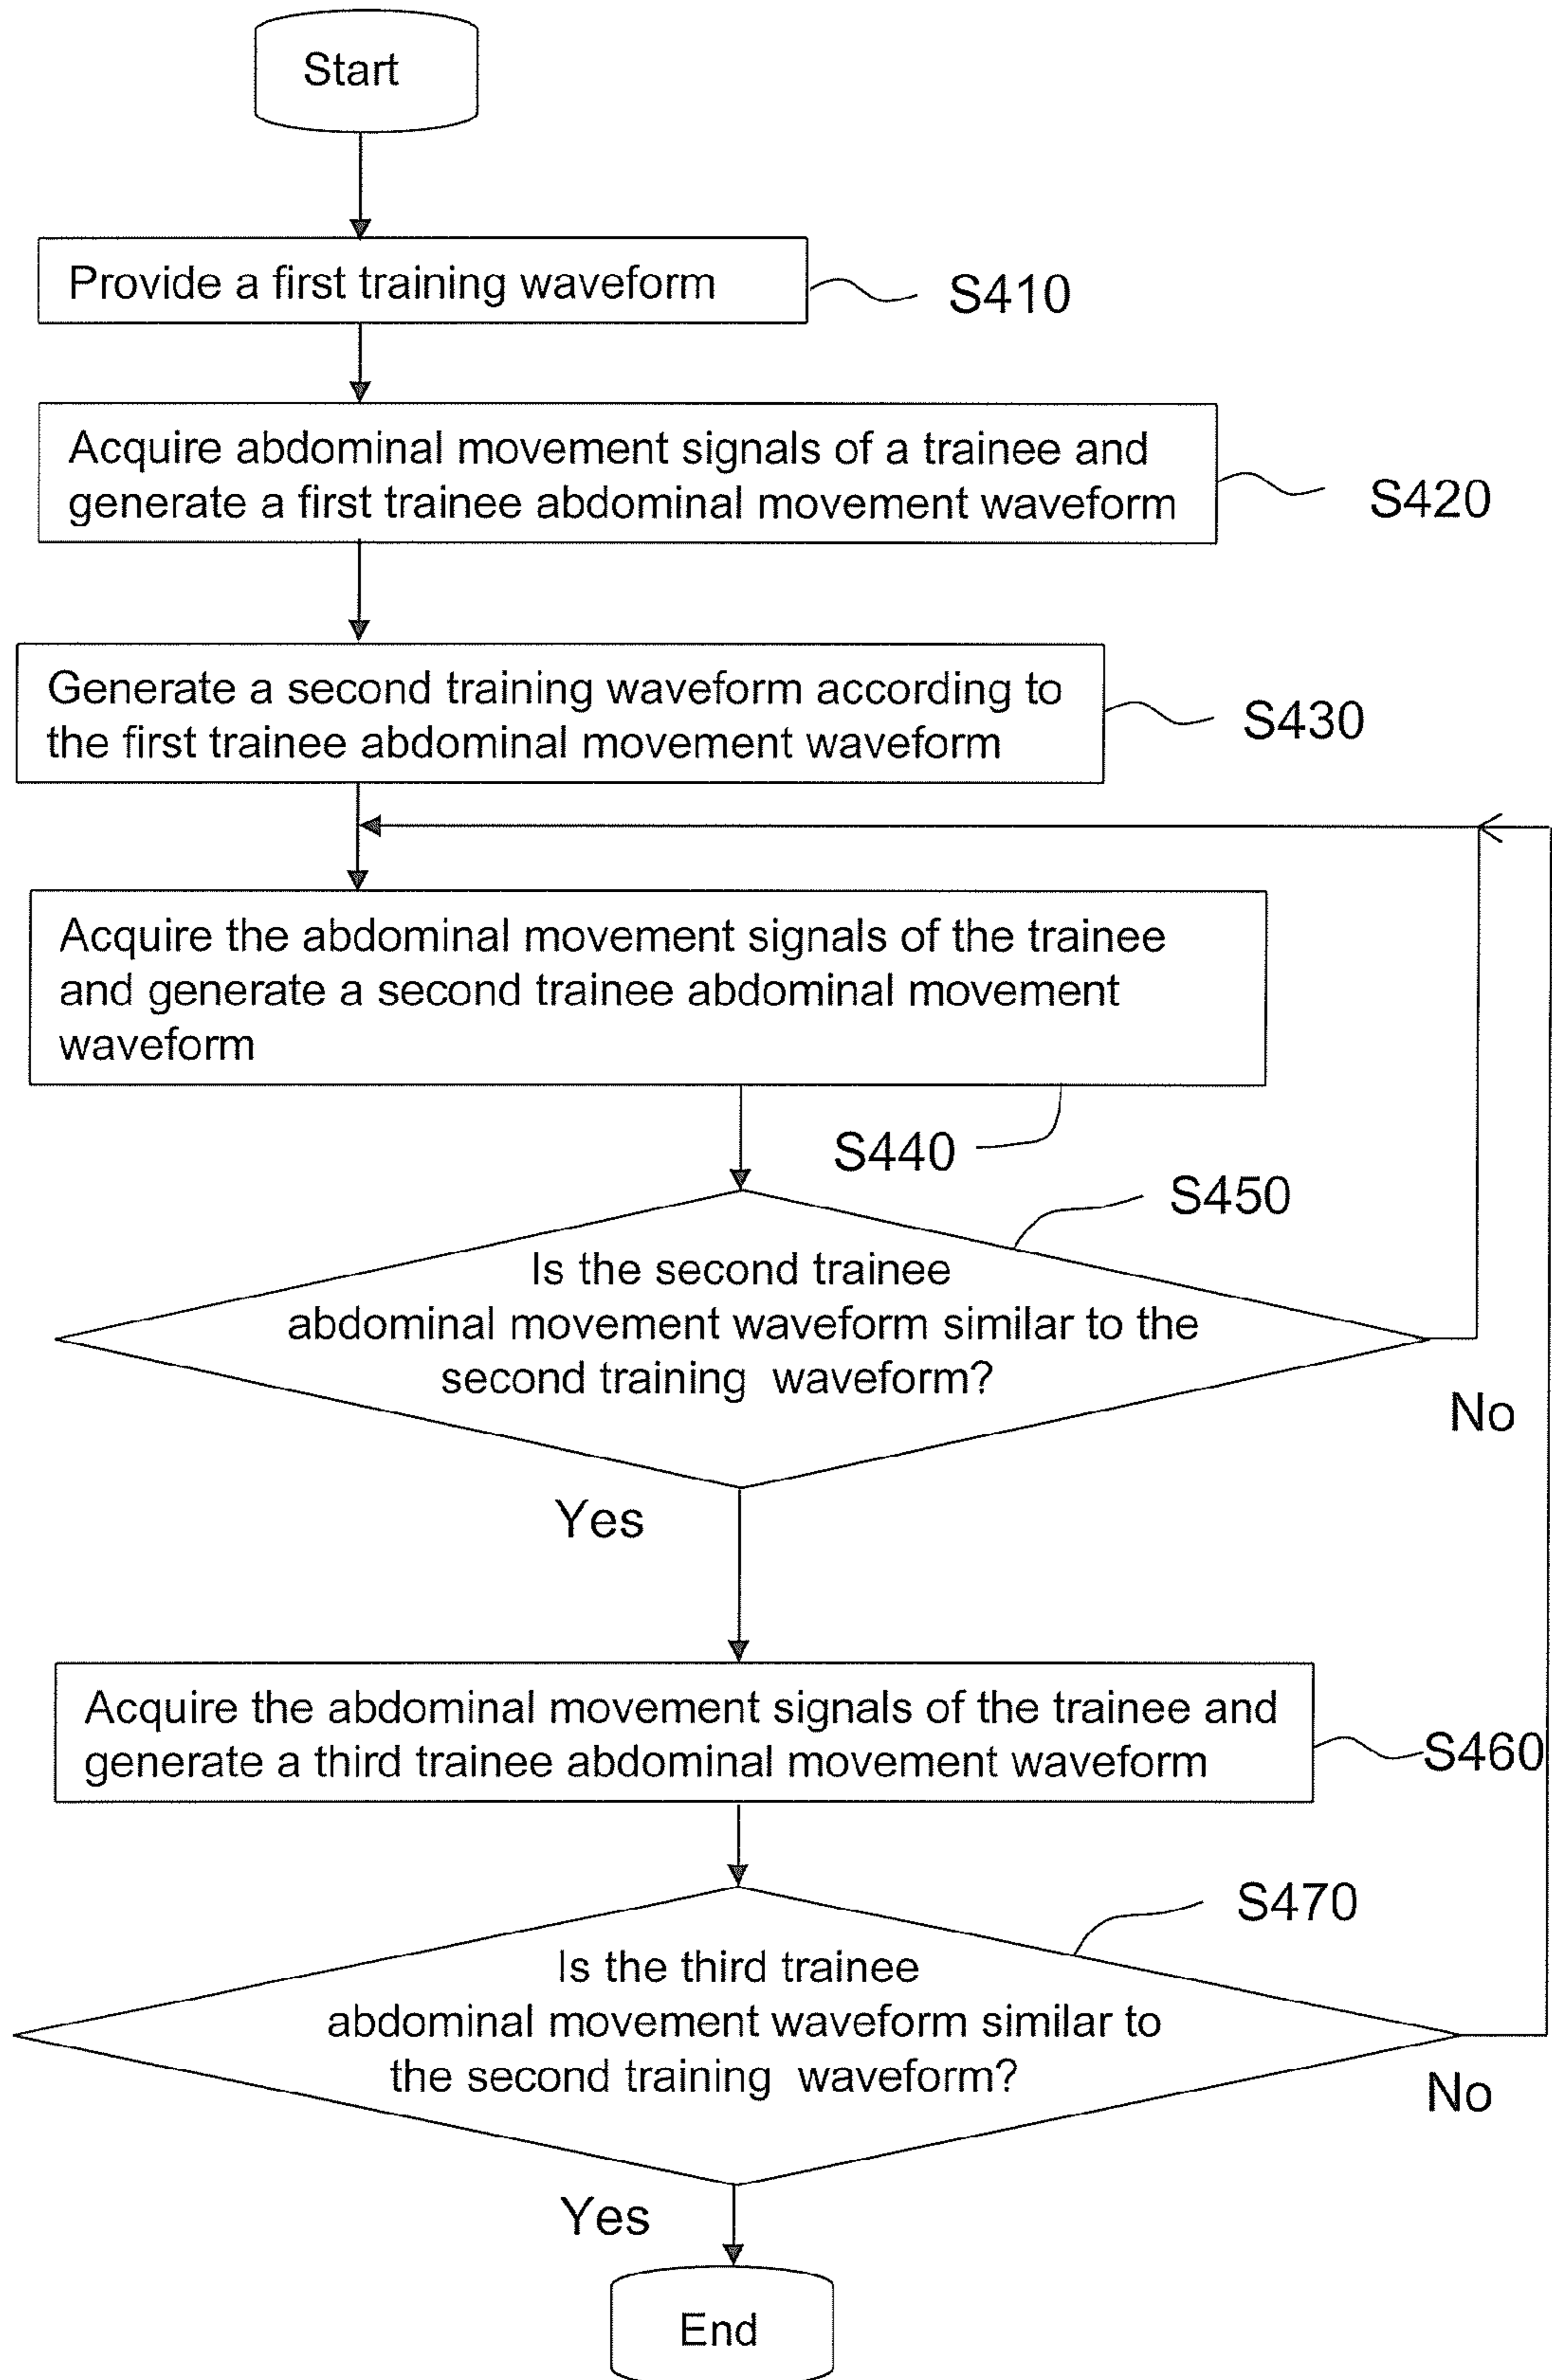 Start
Provide a first training waveform
S410
Acquire abdominal movement signals of a trainee and
generate a first trainee abdominal movement waveform
S420
Generate a second training waveform according to
the first trainee abdominal movement waveform
S430
Acquire the abdominal movement signals of the trainee
and generate a second trainee abdominal movement
waveform
S440
S450
Is the second trainee
abdominal movement waveform similar to the
second training waveform?
No
Yes
Acquire the abdominal movement signals of the trainee and
generate a third trainee abdominal movement waveform
S460
S470
Is the third trainee
abdominal movement waveform similar to
the second training waveform?
No
Yes
End